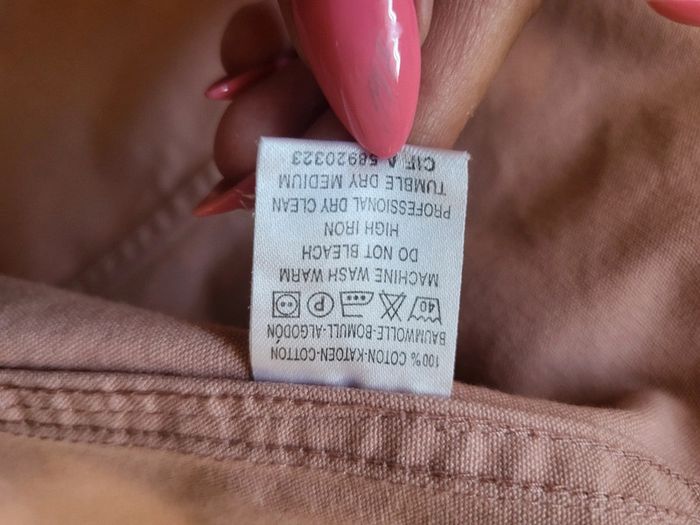 100% COTON-KATOEN-COTTON
BAUMWOLLE-BOMULL-ALGODÓN
40 P
MACHINE WASH WARM
DO NOT BLEACH
HIGH IRON
PROFESSIONAL DRY CLEAN
TUMBLE DRY MEDIUM
A 58920323